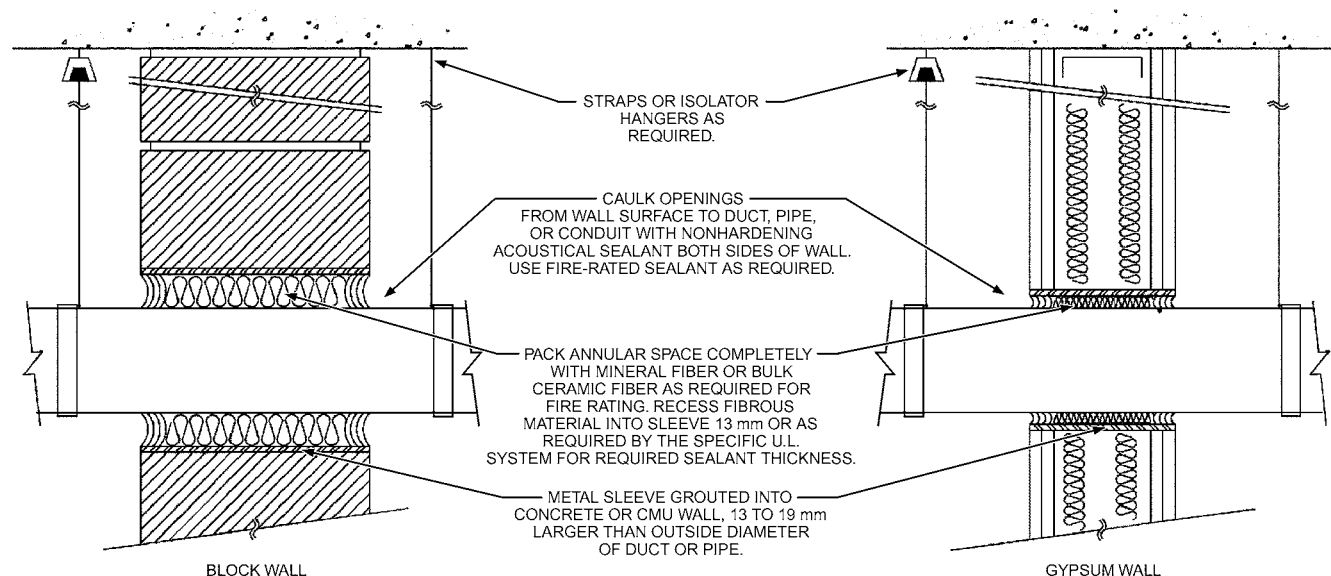 STRAPS OR ISOLATOR
HANGERS AS
REQUIRED.
CAULK OPENINGS
FROM WALL SURFACE TO DUCT, PIPE,
OR CONDUIT WITH NONHARDENING
ACOUSTICAL SEALANT BOTH SIDES OF WALL.
USE FIRE-RATED SEALANT AS REQUIRED.
PACK ANNULAR SPACE COMPLETELY
WITH MINERAL FIBER OR BULK
CERAMIC FIBER AS REQUIRED FOR
FIRE RATING. RECESS FIBROUS
MATERIAL INTO SLEEVE 13 mm OR AS
REQUIRED BY THE SPECIFIC U.L.
SYSTEM FOR REQUIRED SEALANT THICKNESS.
METAL SLEEVE GROUTED INTO
CONCRETE OR CMU WALL, 13 TO 19 mm
LARGER THAN OUTSIDE DIAMETER
OF DUCT OR PIPE.
BLOCK WALL
GYPSUM WALL